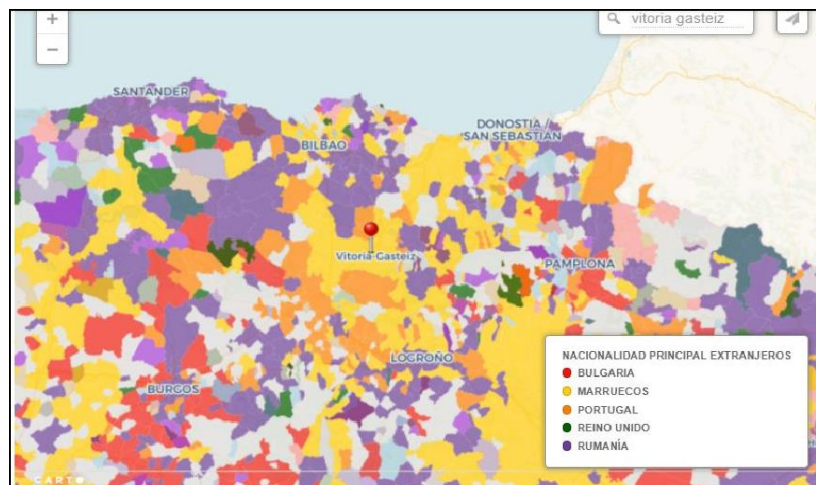 +
−
vitoria gasteiz
SANTANDER
BILBAO
DONOSTIA /
SAN SEBASTIÁN
Vitoria Gasteiz
PAMPLONA
LOGROÑO
BURGOS
NACIONALIDAD PRINCIPAL EXTRANJEROS
BULGARIA
MARRUECOS
PORTUGAL
REINO UNIDO
RUMANÍA
CARTO